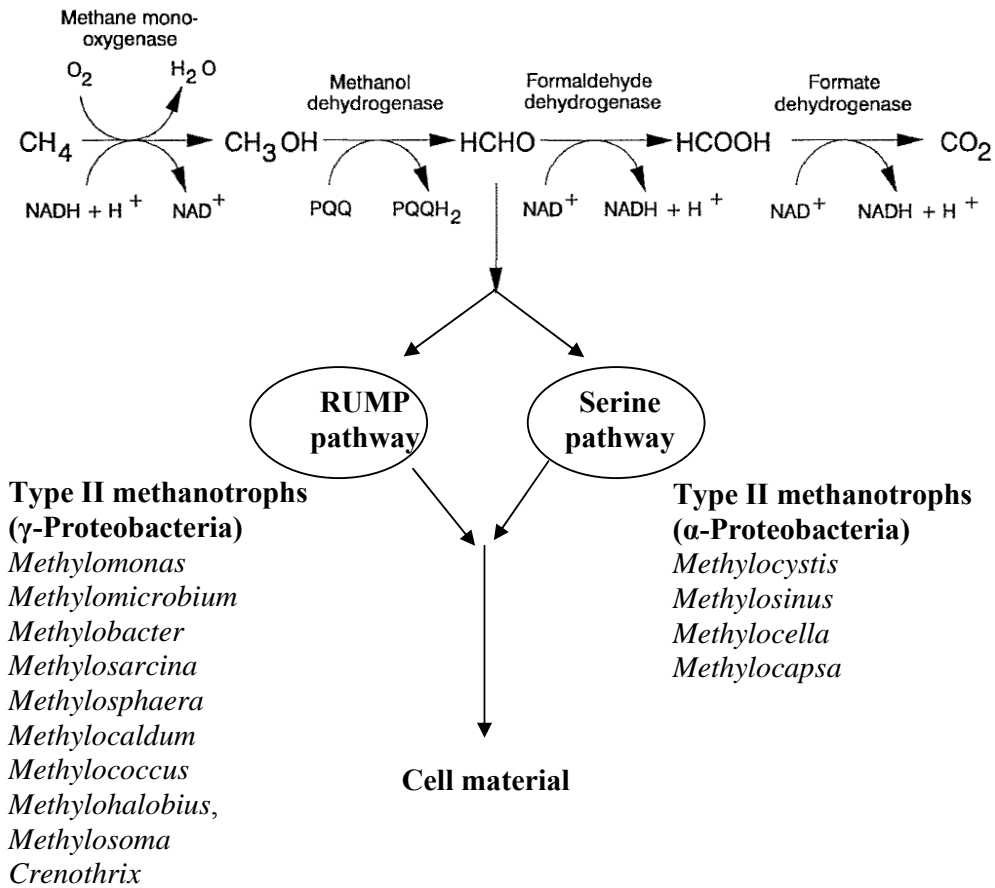 Methane mono-
oxygenase
O₂ H₂O
Methanol
dehydrogenase
Formaldehyde
dehydrogenase
Formate
dehydrogenase
CH₄ CH₃OH HCHO HCOOH CO₂
NADH + H⁺ NAD⁺ PQQ PQQH₂ NAD⁺ NADH + H⁺ NAD⁺ NADH + H⁺
RUMP
pathway
Serine
pathway
Type II methanotrophs
(γ-Proteobacteria)
Methylomonas
Methylomicrobium
Methylobacter
Methylosarcina
Methylosphaera
Methylocaldum
Methylococcus
Methylohalobius,
Methylosoma
Crenothrix
Type II methanotrophs
(α-Proteobacteria)
Methylocystis
Methylosinus
Methylocella
Methylocapsa
Cell material